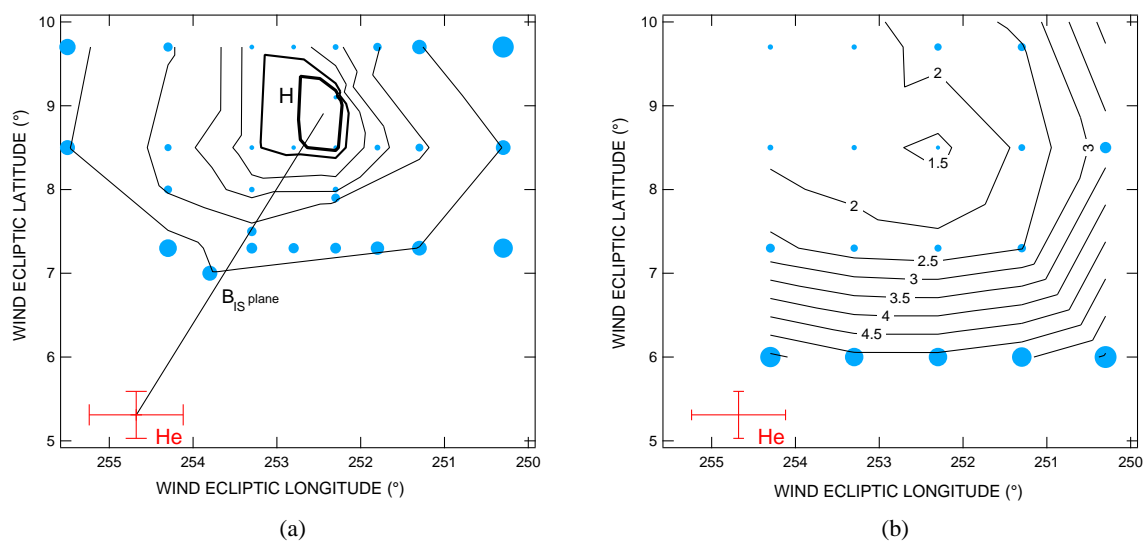 10
9
8
7
6
5
WIND ECLIPTIC LATITUDE (°)
H
B_IS plane
He
255 254 253 252 251 250
WIND ECLIPTIC LONGITUDE (°)
(a)
10
9
8
7
6
5
WIND ECLIPTIC LATITUDE (°)
2
1.5
3
2
2.5
3
3.5
4
4.5
He
255 254 253 252 251 250
WIND ECLIPTIC LONGITUDE (°)
(b)